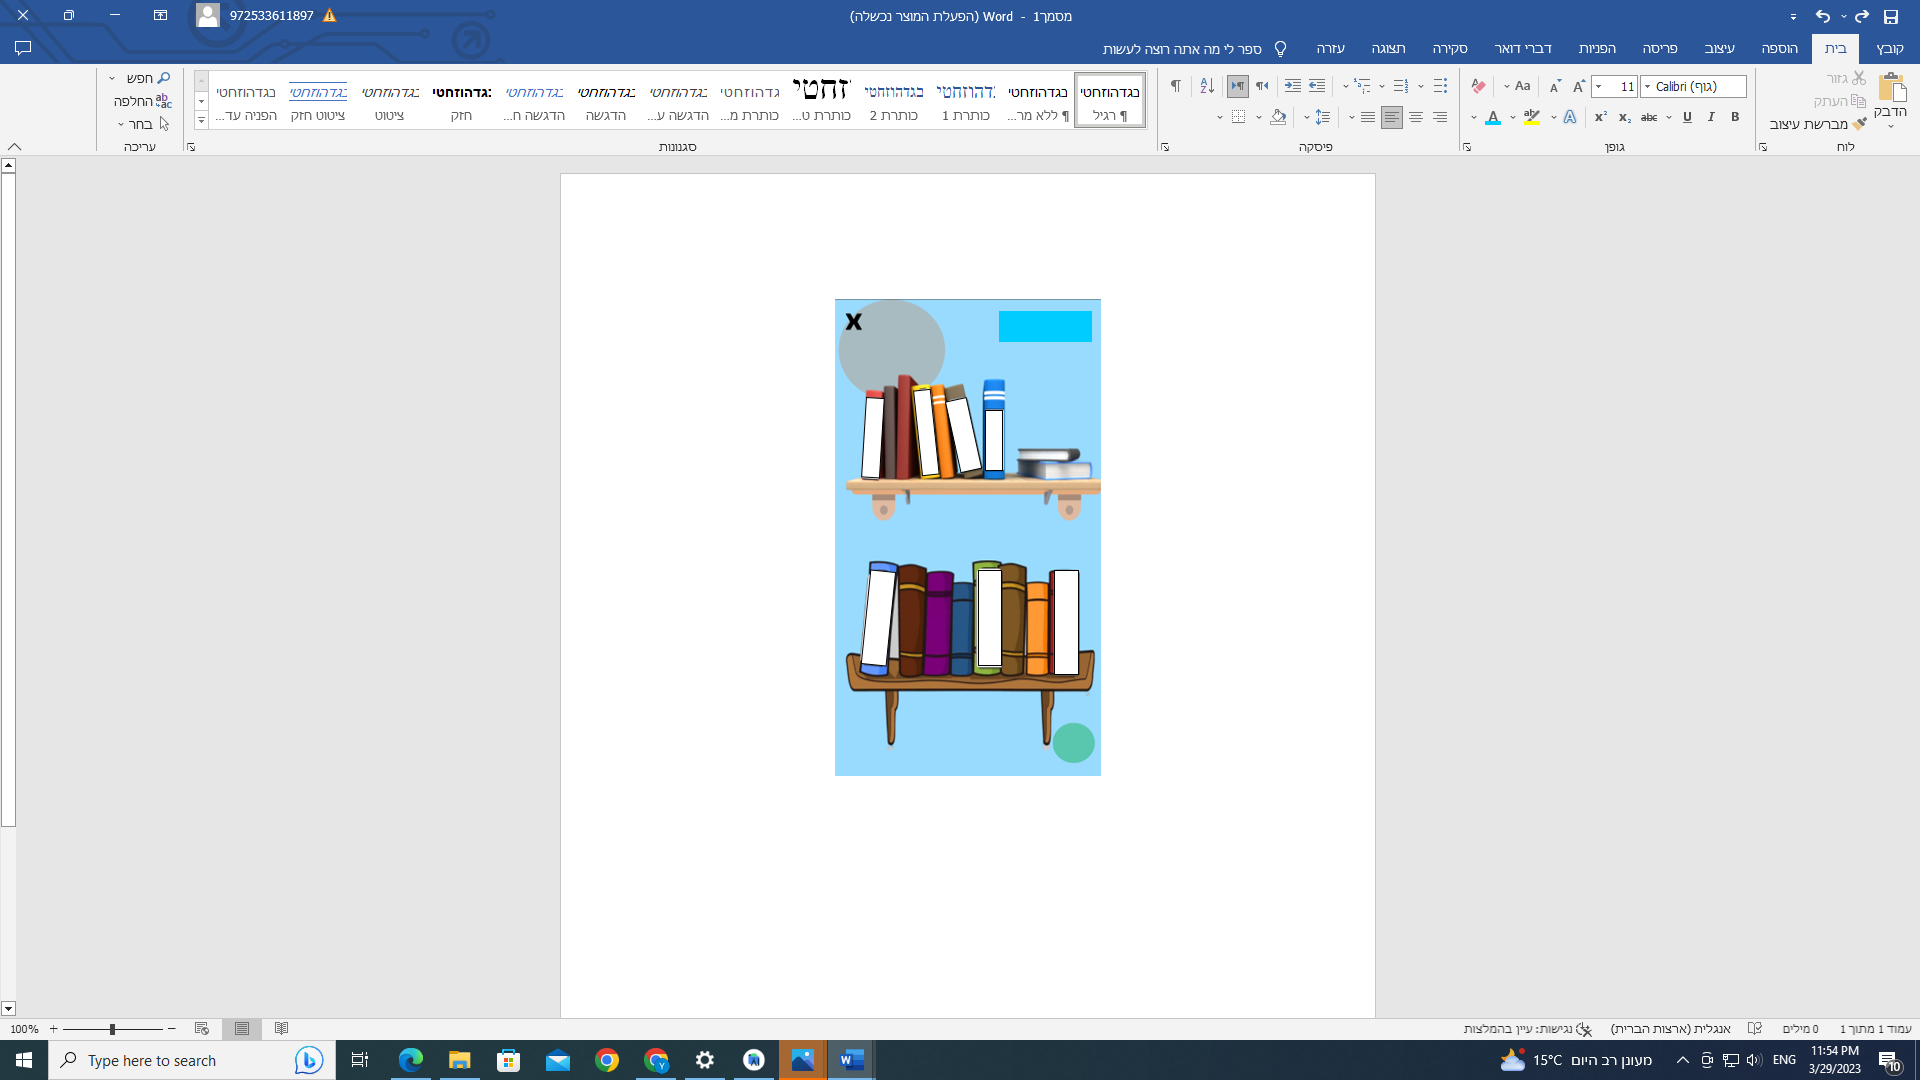 מסמך1 - Word (הפעלת המוצר נכשלה)
972533611897
קובץ
בית
הוספה
עיצוב
פריסה
הפניות
דברי דואר
סקירה
תצוגה
עזרה
ספר לי מה אתה רוצה לעשות
הדבק
גזור
העתק
מברשת עיצוב
לוח
Calibri (גוף)
11
Aa
B I U abc x₂ x² A ab A
גופן
פיסקה
אבגדהוזחטי
¶ רגיל
אבגדהוזחטי
¶ ללא מר...
אבגדהוזחטי
כותרת 1
אבגדהוזחטי
כותרת 2
כותרת ט...
אבגדהוזחטי
כותרת מ...
אבגדהוזחטי
הדגשה ע...
אבגדהוזחטי
הדגשה
אבגדהוזחטי
הדגשה ח...
אבגדהוזחטי
חזק
אבגדהוזחטי
ציטוט
אבגדהוזחטי
ציטוט חזק
אבגדהוזחטי
הפניה עד...
סגנונות
חפש
החלפה
בחר
עריכה
X
עמוד 1 מתוך 1
0 מילים
אנגלית (ארצות הברית)
נגישות: עיין בהמלצות
100%
Type here to search
15°C מעונן רב היום
ENG
11:54 PM
3/29/2023
10